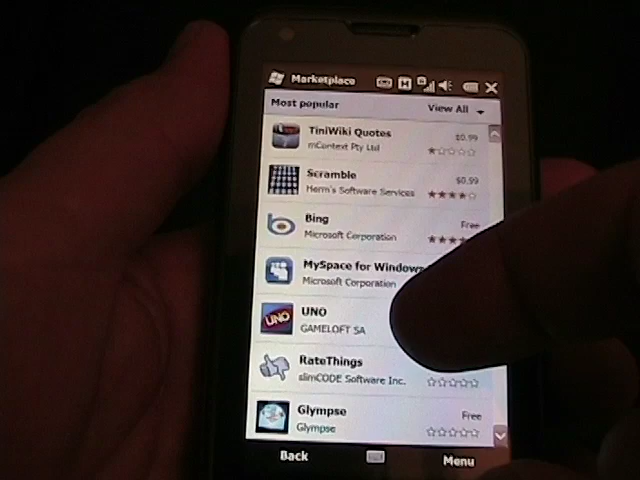 Marketplace
Most popular View All
TiniWiki Quotes $0.99
mContext Pty Ltd
Scramble $0.99
Herm's Software Services
Bing Free
Microsoft Corporation
MySpace for Windows
Microsoft Corporation
UNO
UNO
GAMELOFT SA
RateThings
slimCODE Software Inc.
Glympse Free
Glympse
Back Menu